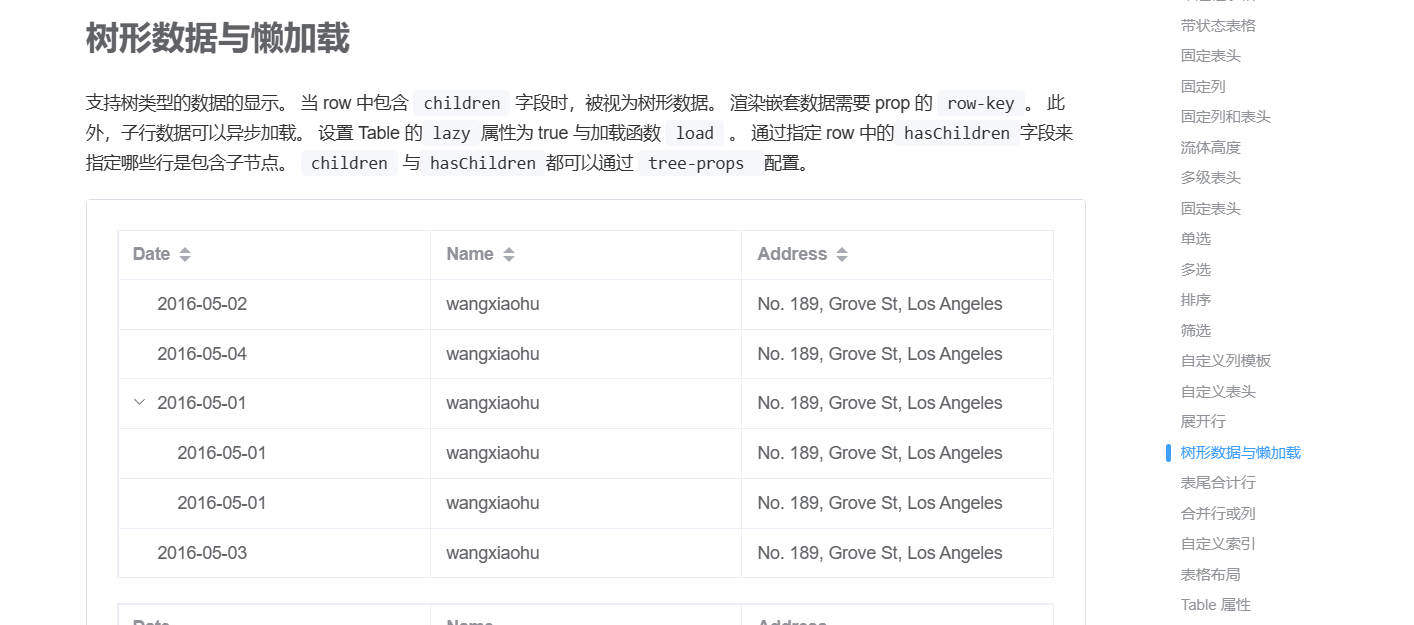 树形数据与懒加载
支持树类型的数据的显示。 当 row 中包含 children 字段时，被视为树形数据。 渲染嵌套数据需要 prop 的 row-key 。 此
外，子行数据可以异步加载。 设置 Table 的 lazy 属性为 true 与加载函数 load 。 通过指定 row 中的 hasChildren 字段来
指定哪些行是包含子节点。 children 与 hasChildren 都可以通过 tree-props 配置。
Date Name Address
2016-05-02 wangxiaohu No. 189, Grove St, Los Angeles
2016-05-04 wangxiaohu No. 189, Grove St, Los Angeles
2016-05-01 wangxiaohu No. 189, Grove St, Los Angeles
2016-05-01 wangxiaohu No. 189, Grove St, Los Angeles
2016-05-01 wangxiaohu No. 189, Grove St, Los Angeles
2016-05-03 wangxiaohu No. 189, Grove St, Los Angeles
Date Name Address
带状态表格
固定表头
固定列
固定列和表头
流体高度
多级表头
固定表头
单选
多选
排序
筛选
自定义列模板
自定义表头
展开行
树形数据与懒加载
表尾合计行
合并行或列
自定义索引
表格布局
Table 属性